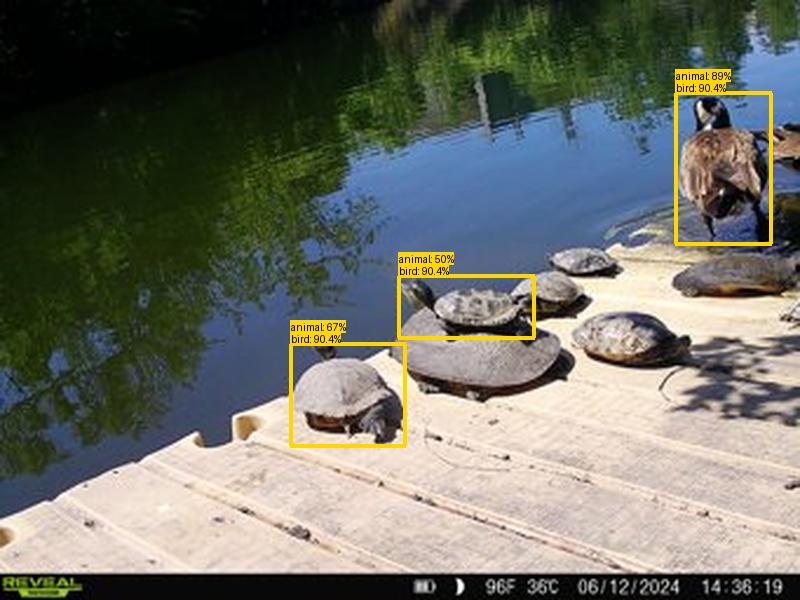 animal: 89%
bird: 90.4%
animal: 50%
bird: 90.4%
animal: 67%
bird: 90.4%
REVEAL
96F 36℃ 06/12/2024 14:36:19